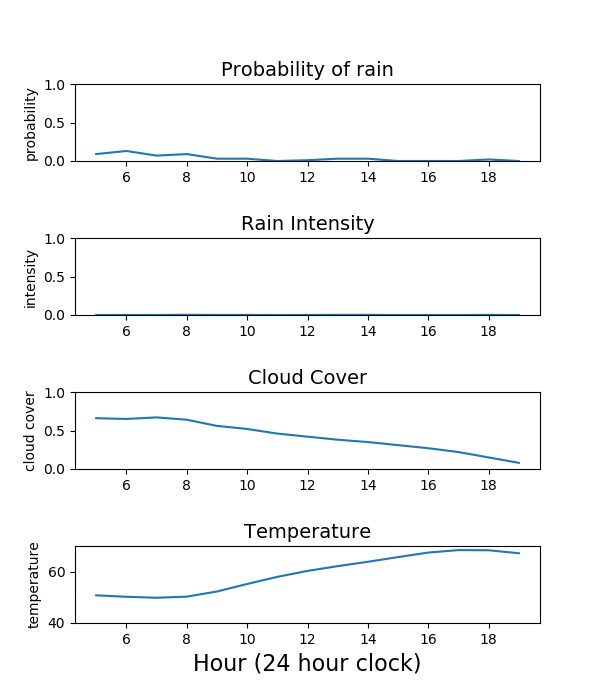 Probability of rain
probability
1.0
0.5
0.0
6 8 10 12 14 16 18
Rain Intensity
intensity
1.0
0.5
0.0
6 8 10 12 14 16 18
Cloud Cover
cloud cover
1.0
0.5
0.0
6 8 10 12 14 16 18
Temperature
temperature
60
40
6 8 10 12 14 16 18
Hour (24 hour clock)